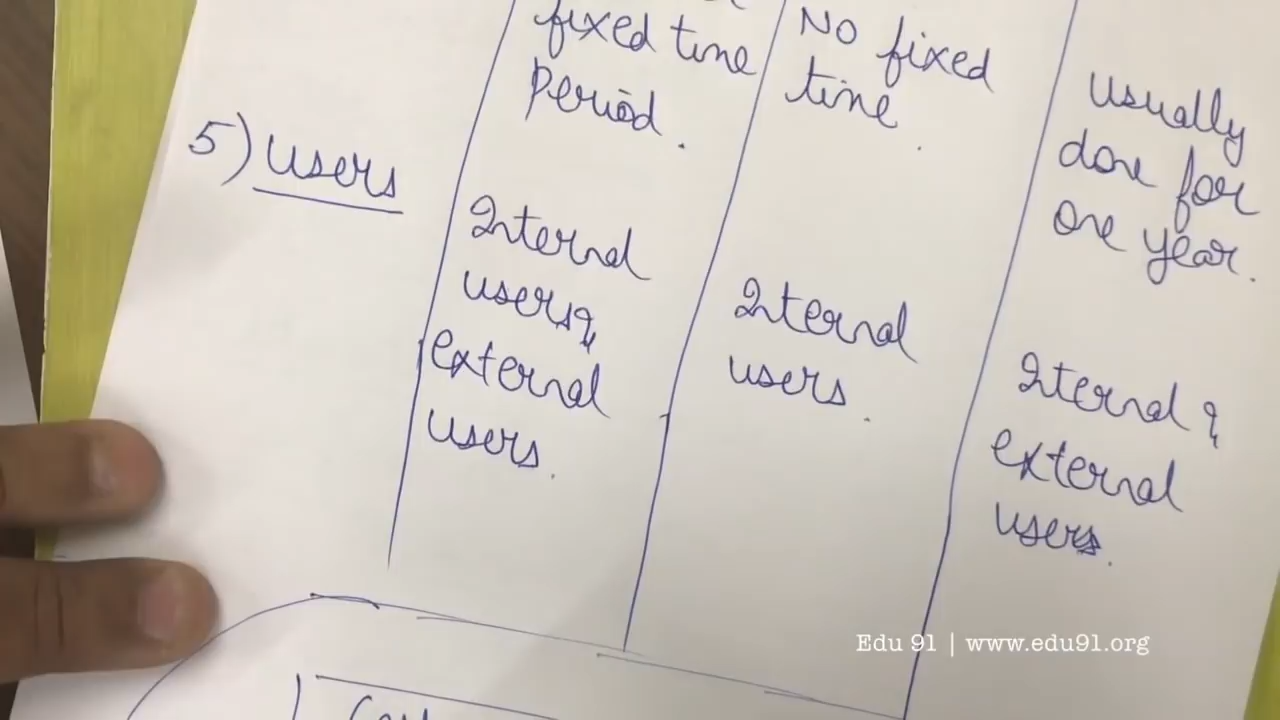 fixed time
period.
No fixed
time.
usually
done for
one year.
5) Users
Internal
users &
external
users.
Internal
users.
Internal &
external
users.
Edu 91 | www.edu91.org